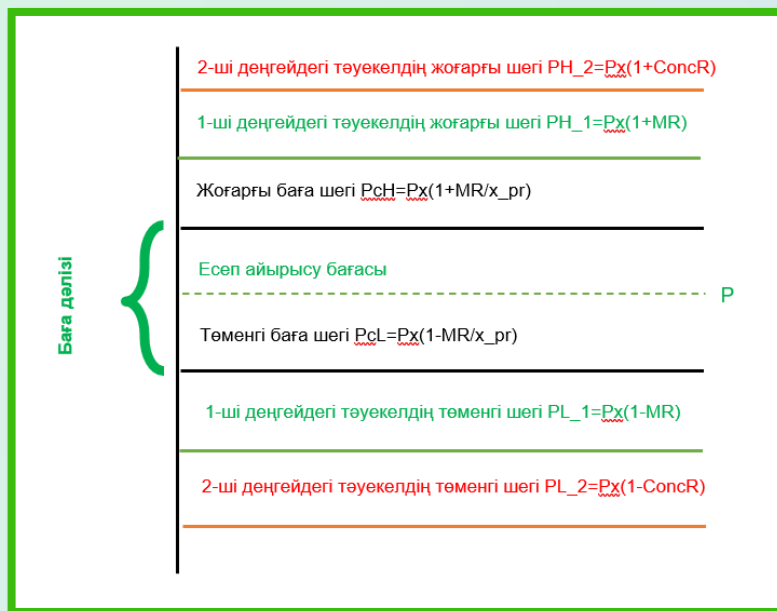 2-ші деңгейдегі тәуекелдің жоғарғы шегі PH_2=Px(1+ConcR)
1-ші деңгейдегі тәуекелдің жоғарғы шегі PH_1=Px(1+MR)
Жоғарғы баға шегі PcH=Px(1+MR/x_pr)
Баға дәлізі
Есеп айырысу бағасы
P
Төменгі баға шегі PcL=Px(1-MR/x_pr)
1-ші деңгейдегі тәуекелдің төменгі шегі PL_1=Px(1-MR)
2-ші деңгейдегі тәуекелдің төменгі шегі PL_2=Px(1-ConcR)